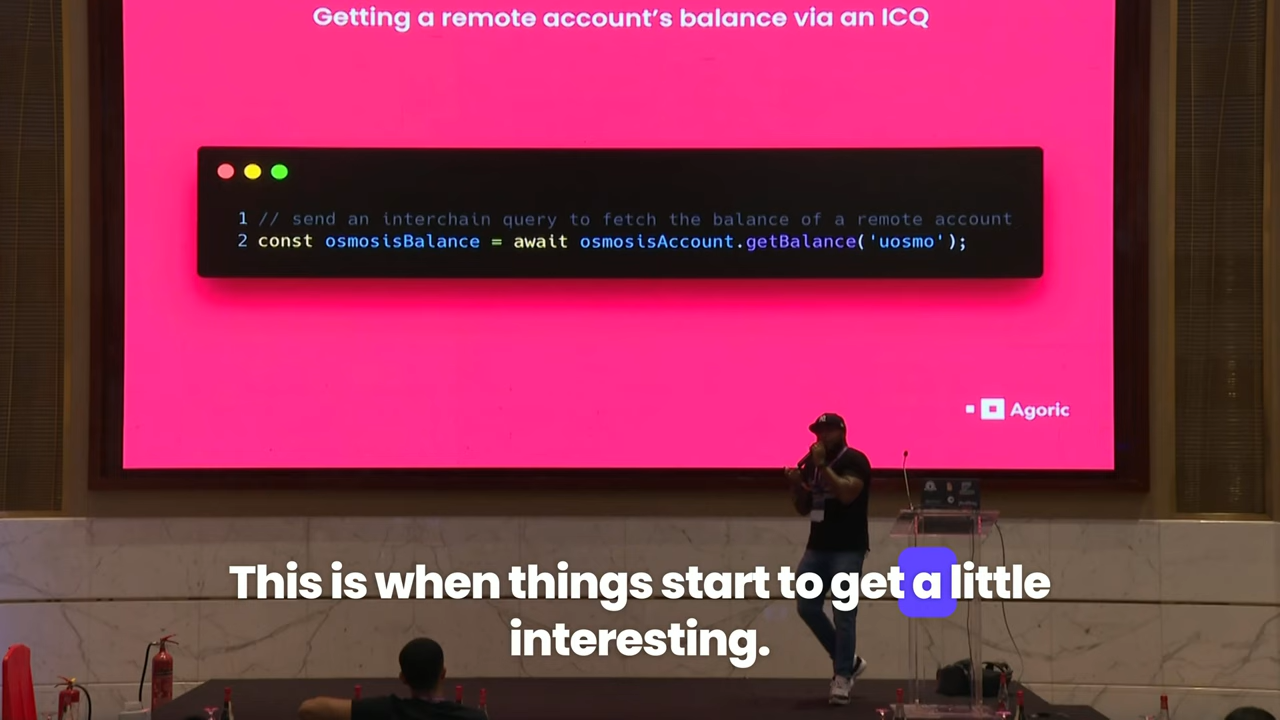 Getting a remote account’s balance via an ICQ
1 // send an interchain query to fetch the balance of a remote account
2 const osmosisBalance = await osmosisAccount.getBalance('uosmo');
Agoric
This is when things start to get a little
interesting.